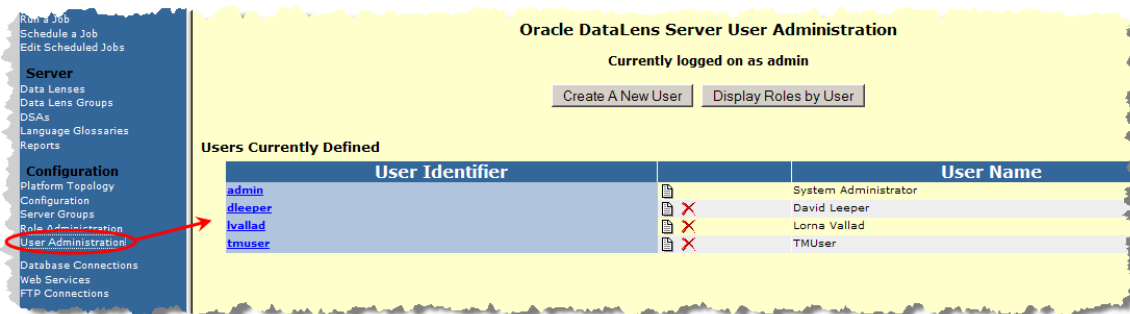 Run a Job
Schedule a Job
Edit Scheduled Jobs
Server
Data Lenses
Data Lens Groups
DSAs
Language Glossaries
Reports
Configuration
Platform Topology
Configuration
Server Groups
Role Administration
User Administration
Database Connections
Web Services
FTP Connections
Oracle DataLens Server User Administration
Currently logged on as admin
Create A New User Display Roles by User
Users Currently Defined
User Identifier User Name
admin System Administrator
dleeper David Leeper
lvallad Lorna Vallad
tmuser TMUser